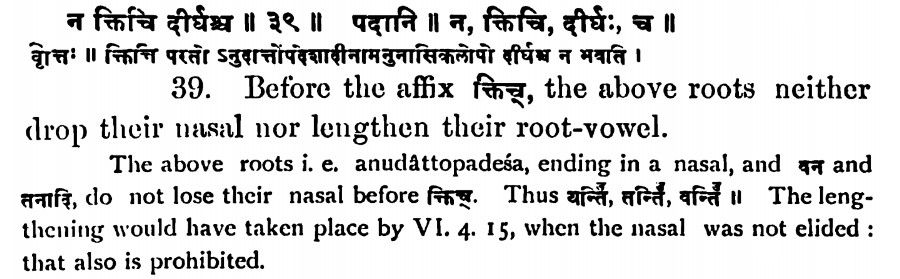 न क्तिचि दीर्घश्च ॥ ३९ ॥ पदानि ॥ न, क्तिचि, दीर्घः, च ॥
वृत्तिः ॥ क्तिचि परतो ऽनुदात्तोपदेशादीनामनुनासिकलोपो दीर्घश्च न भवति ।
39. Before the affix क्तिच्, the above roots neither
drop their nasal nor lengthen their root-vowel.
The above roots i. e. anudâttopadeśa, ending in a nasal, and वन and
तनादि, do not lose their nasal before क्तिच्. Thus यन्तिः, तन्तिः, वन्तिः ॥ The leng-
thening would have taken place by VI. 4. 15, when the nasal was not elided :
that also is prohibited.